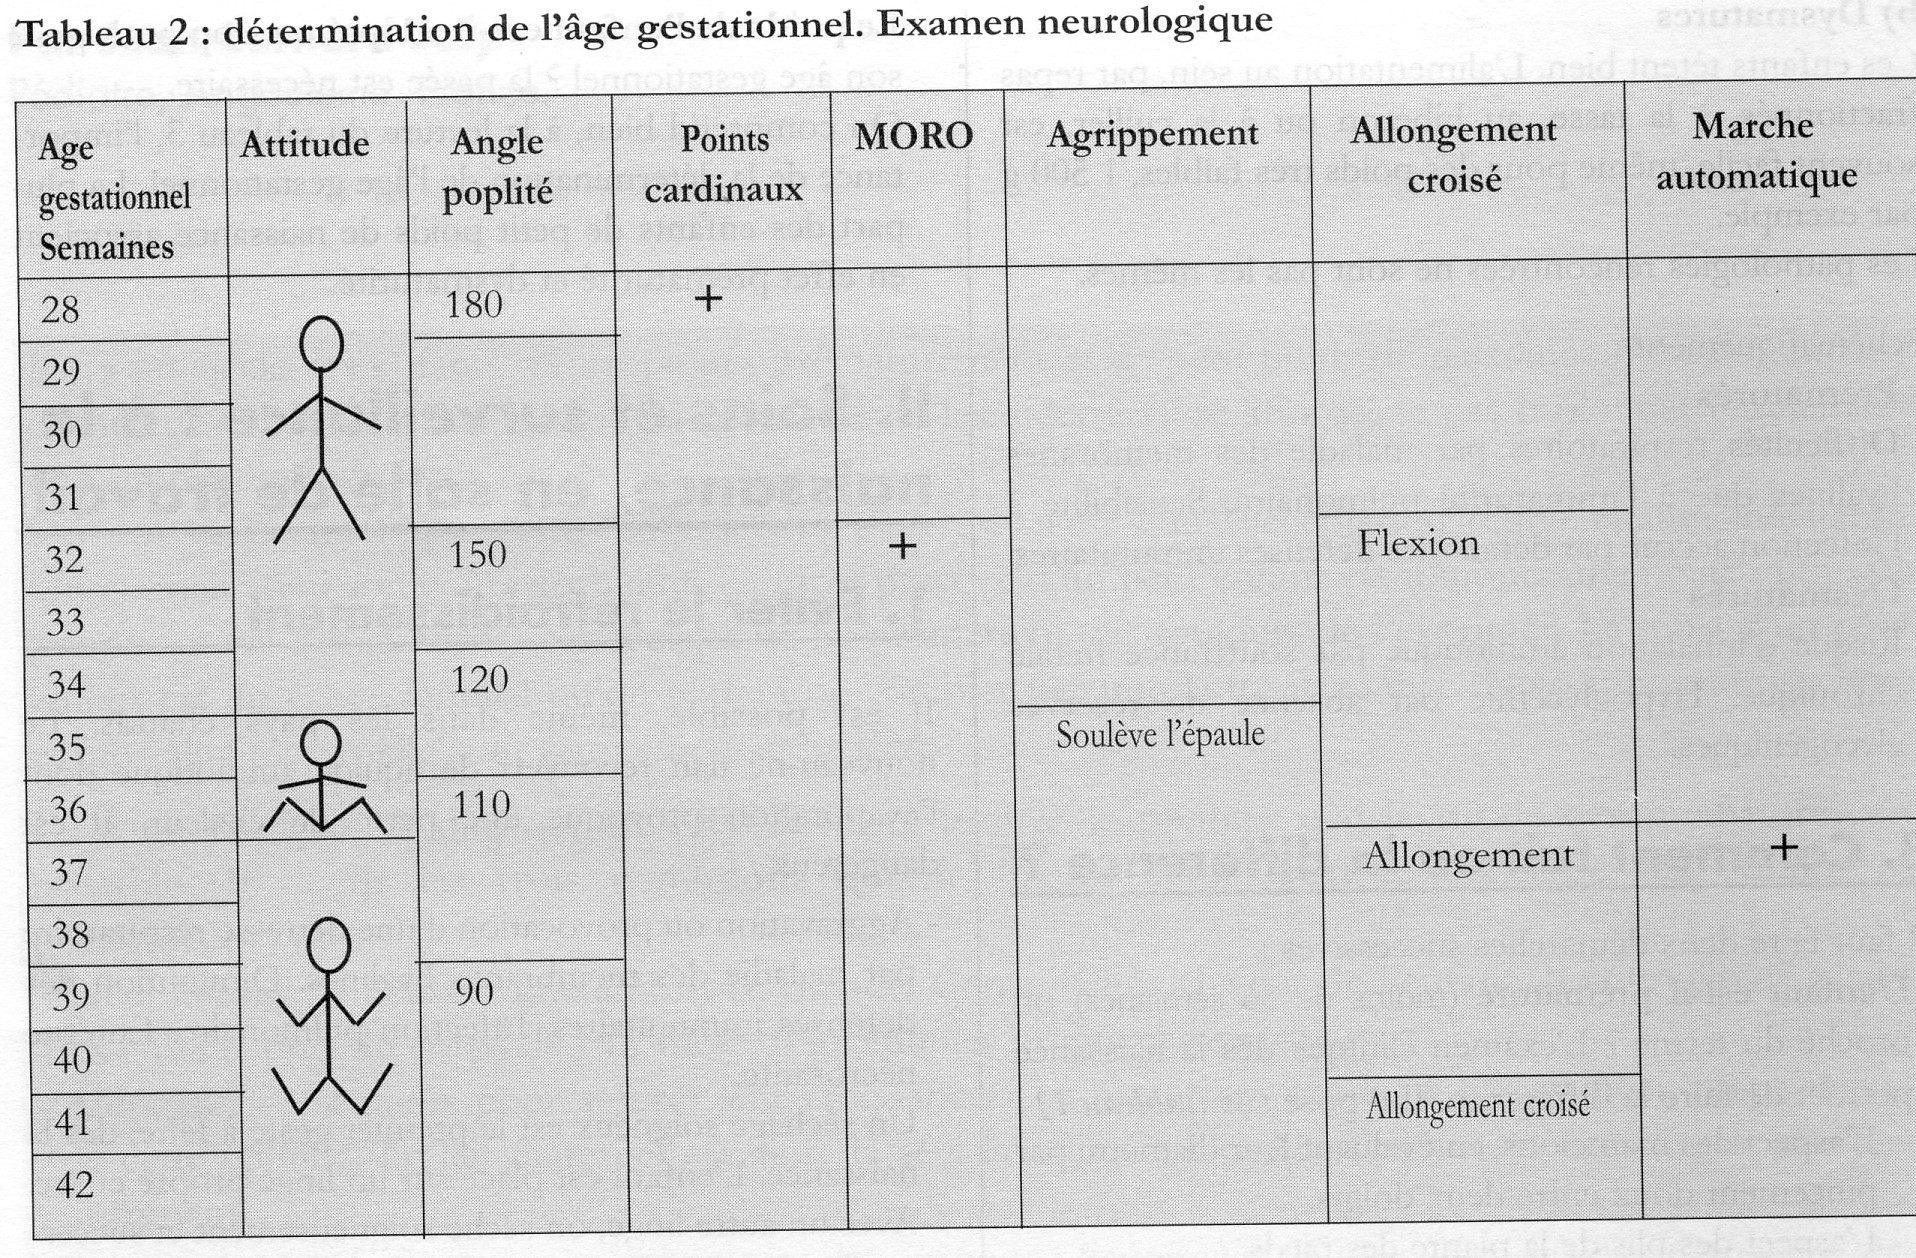 Tableau 2 : détermination de l'âge gestationnel. Examen neurologique
Age gestationnel Semaines
Attitude
Angle poplité
Points cardinaux
MORO
Agrippement
Allongement croisé
Marche automatique
28 180 +
29
30
31
32 150 + Flexion
33
34 120
35 Soulève l'épaule
36 110
37 Allongement +
38
39 90
40
41 Allongement croisé
42